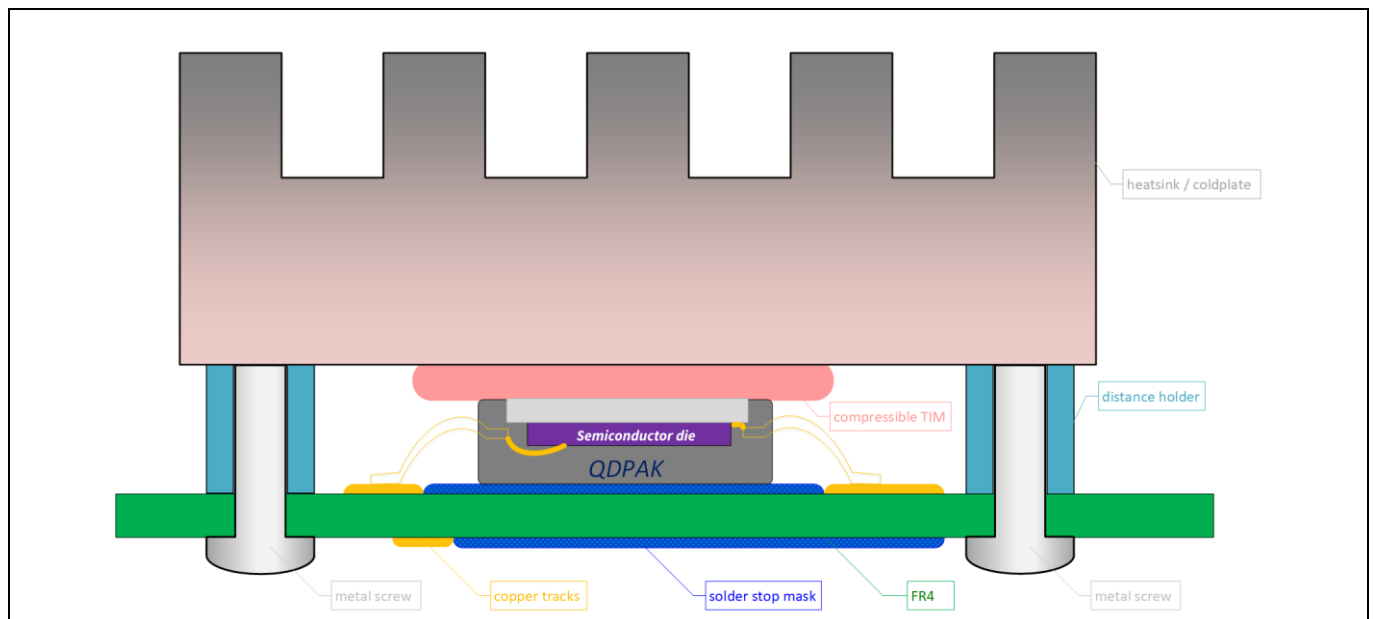 heatsink / coldplate
distance holder
compressible TIM
Semiconductor die
QDPAK
metal screw
copper tracks
solder stop mask
FR4
metal screw